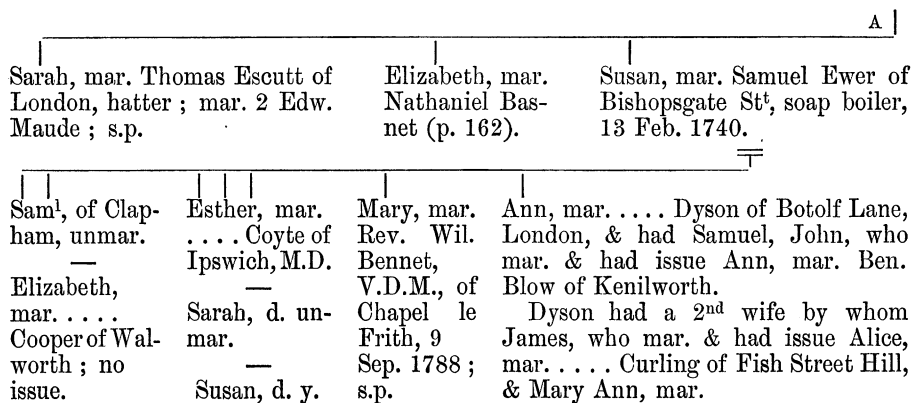 A
Sarah, mar. Thomas Escutt of
London, hatter ; mar. 2 Edw.
Maude ; s.p.
Elizabeth, mar.
Nathaniel Bas-
net (p. 162).
Susan, mar. Samuel Ewer of
Bishopsgate Stt, soap boiler,
13 Feb. 1740.
Saml, of Clap-
ham, unmar.
—
Elizabeth,
mar. . . . .
Cooper of Wal-
worth ; no
issue.
Esther, mar.
. . . . Coyte of
Ipswich, M.D.
—
Sarah, d. un-
mar.
—
Susan, d. y.
Mary, mar.
Rev. Wil.
Bennet,
V.D.M., of
Chapel le
Frith, 9
Sep. 1788 ;
s.p.
Ann, mar. . . . . Dyson of Botolf Lane,
London, & had Samuel, John, who
mar. & had issue Ann, mar. Ben.
Blow of Kenilworth.
Dyson had a 2nd wife by whom
James, who mar. & had issue Alice,
mar. . . . . Curling of Fish Street Hill,
& Mary Ann, mar.